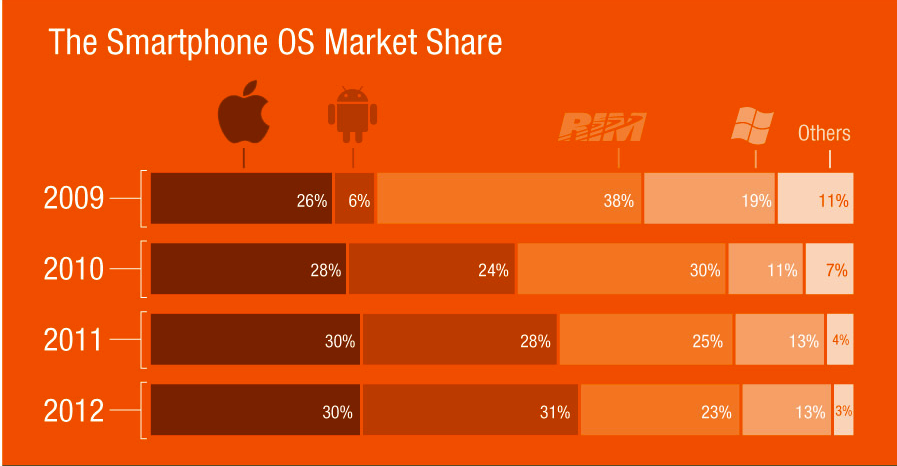 The Smartphone OS Market Share
RIM
Others
2009 26% 6% 38% 19% 11%
2010 28% 24% 30% 11% 7%
2011 30% 28% 25% 13% 4%
2012 30% 31% 23% 13% 3%